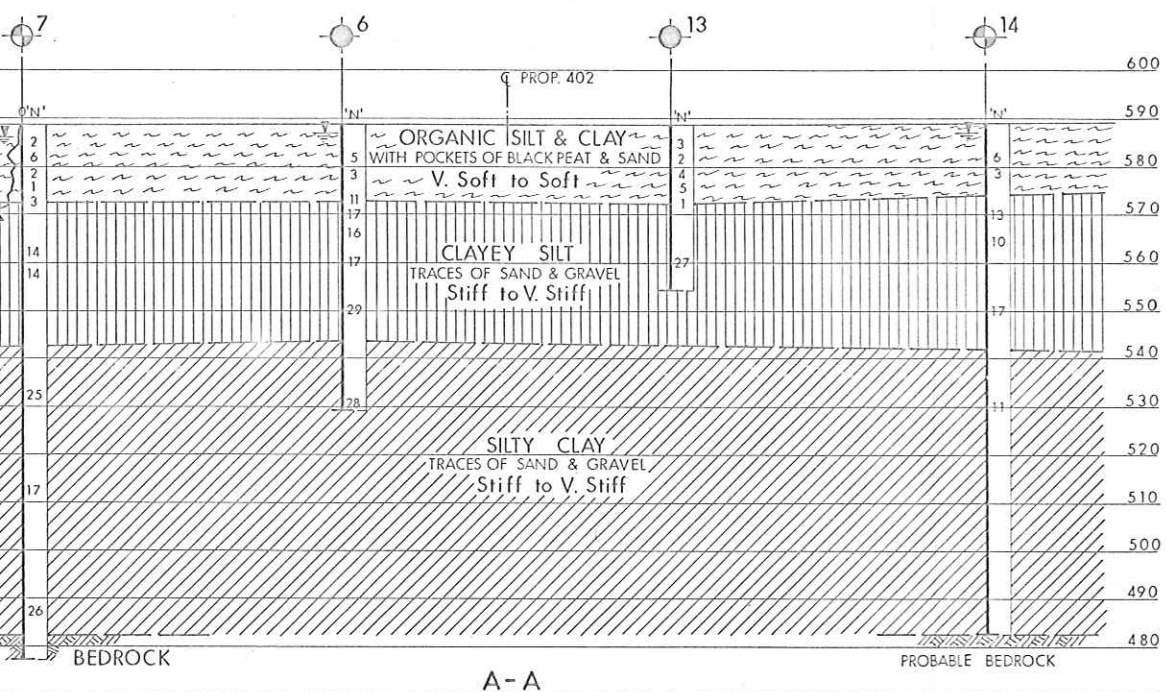 7 6 13 14
600
℄ PROP. 402
590
0'N' 'N' 'N' 'N'
ORGANIC SILT & CLAY
WITH POCKETS OF BLACK PEAT & SAND
V. Soft to Soft
2
6
2
1
3
14
14
25
17
26
5
3
11
17
16
17
29
28
3
2
4
5
1
27
6
3
13
10
17
11
580
570
CLAYEY SILT
TRACES OF SAND & GRAVEL
Stiff to V. Stiff
560
550
540
530
SILTY CLAY
TRACES OF SAND & GRAVEL
Stiff to V. Stiff
520
510
500
490
480
BEDROCK
PROBABLE BEDROCK
A-A